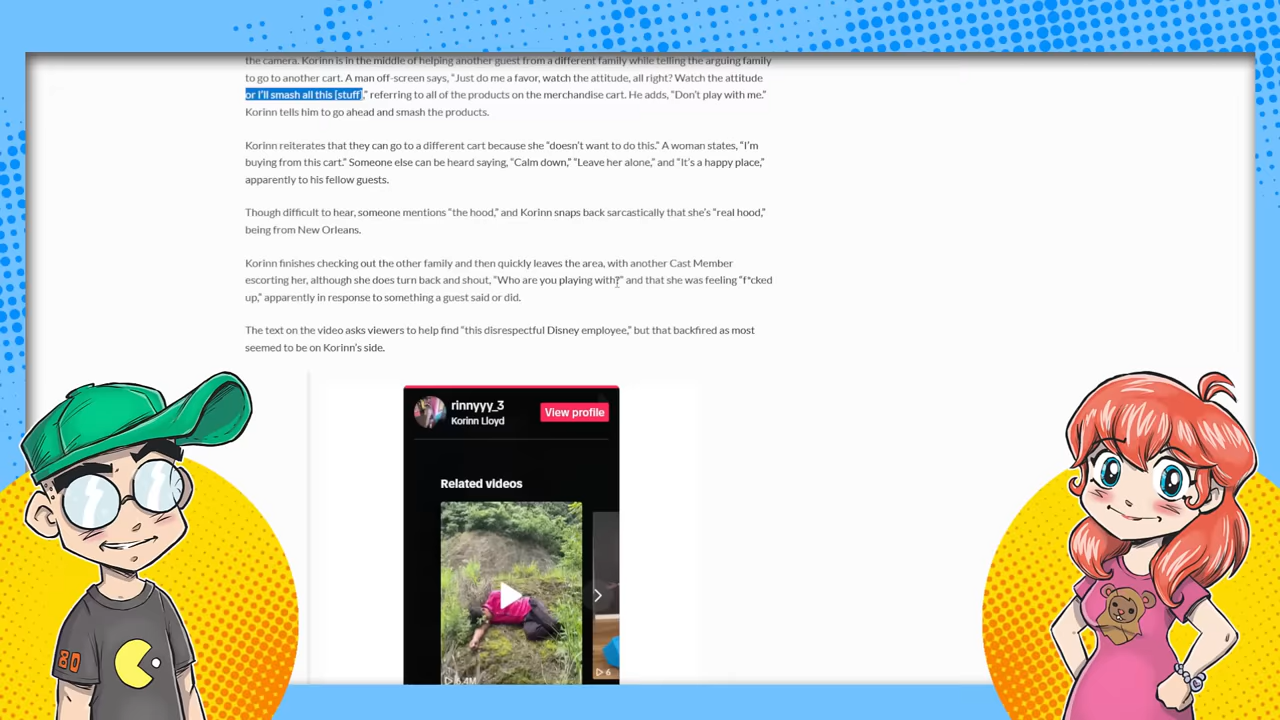 the camera. Korinn is in the middle of helping another guest from a different family while telling the arguing family
to go to another cart. A man off-screen says, “Just do me a favor, watch the attitude, all right? Watch the attitude
or I’ll smash all this [stuff],” referring to all of the products on the merchandise cart. He adds, “Don’t play with me.”
Korinn tells him to go ahead and smash the products.
Korinn reiterates that they can go to a different cart because she “doesn’t want to do this.” A woman states, “I’m
buying from this cart.” Someone else can be heard saying, “Calm down,” “Leave her alone,” and “It’s a happy place,”
apparently to his fellow guests.
Though difficult to hear, someone mentions “the hood,” and Korinn snaps back sarcastically that she’s “real hood,”
being from New Orleans.
Korinn finishes checking out the other family and then quickly leaves the area, with another Cast Member
escorting her, although she does turn back and shout, “Who are you playing with?” and that she was feeling “f*cked
up,” apparently in response to something a guest said or did.
The text on the video asks viewers to help find “this disrespectful Disney employee,” but that backfired as most
seemed to be on Korinn’s side.
rinnyyy_3
Korinn Lloyd
View profile
Related videos
6
80